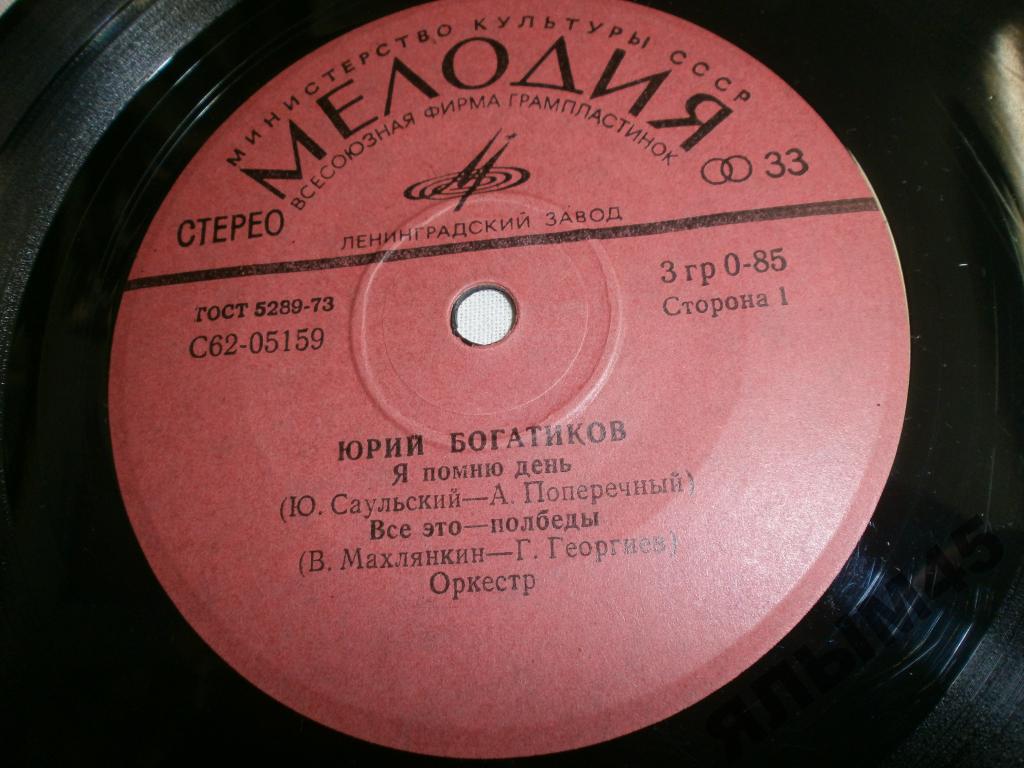 МИНИСТЕРСТВО КУЛЬТУРЫ СССР
МЕЛОДИЯ
ВСЕСОЮЗНАЯ ФИРМА ГРАМПЛАСТИНОК
СТЕРЕО
33
ЛЕНИНГРАДСКИЙ ЗАВОД
ГОСТ 5289-73
С62-05159
3 гр 0-85
Сторона 1
ЮРИЙ БОГАТИКОВ
Я помню день
(Ю. Саульский—А. Поперечный)
Все это—полбеды
(В. Махлянкин—Г. Георгиев)
Оркестр
ЯЛЫМ45